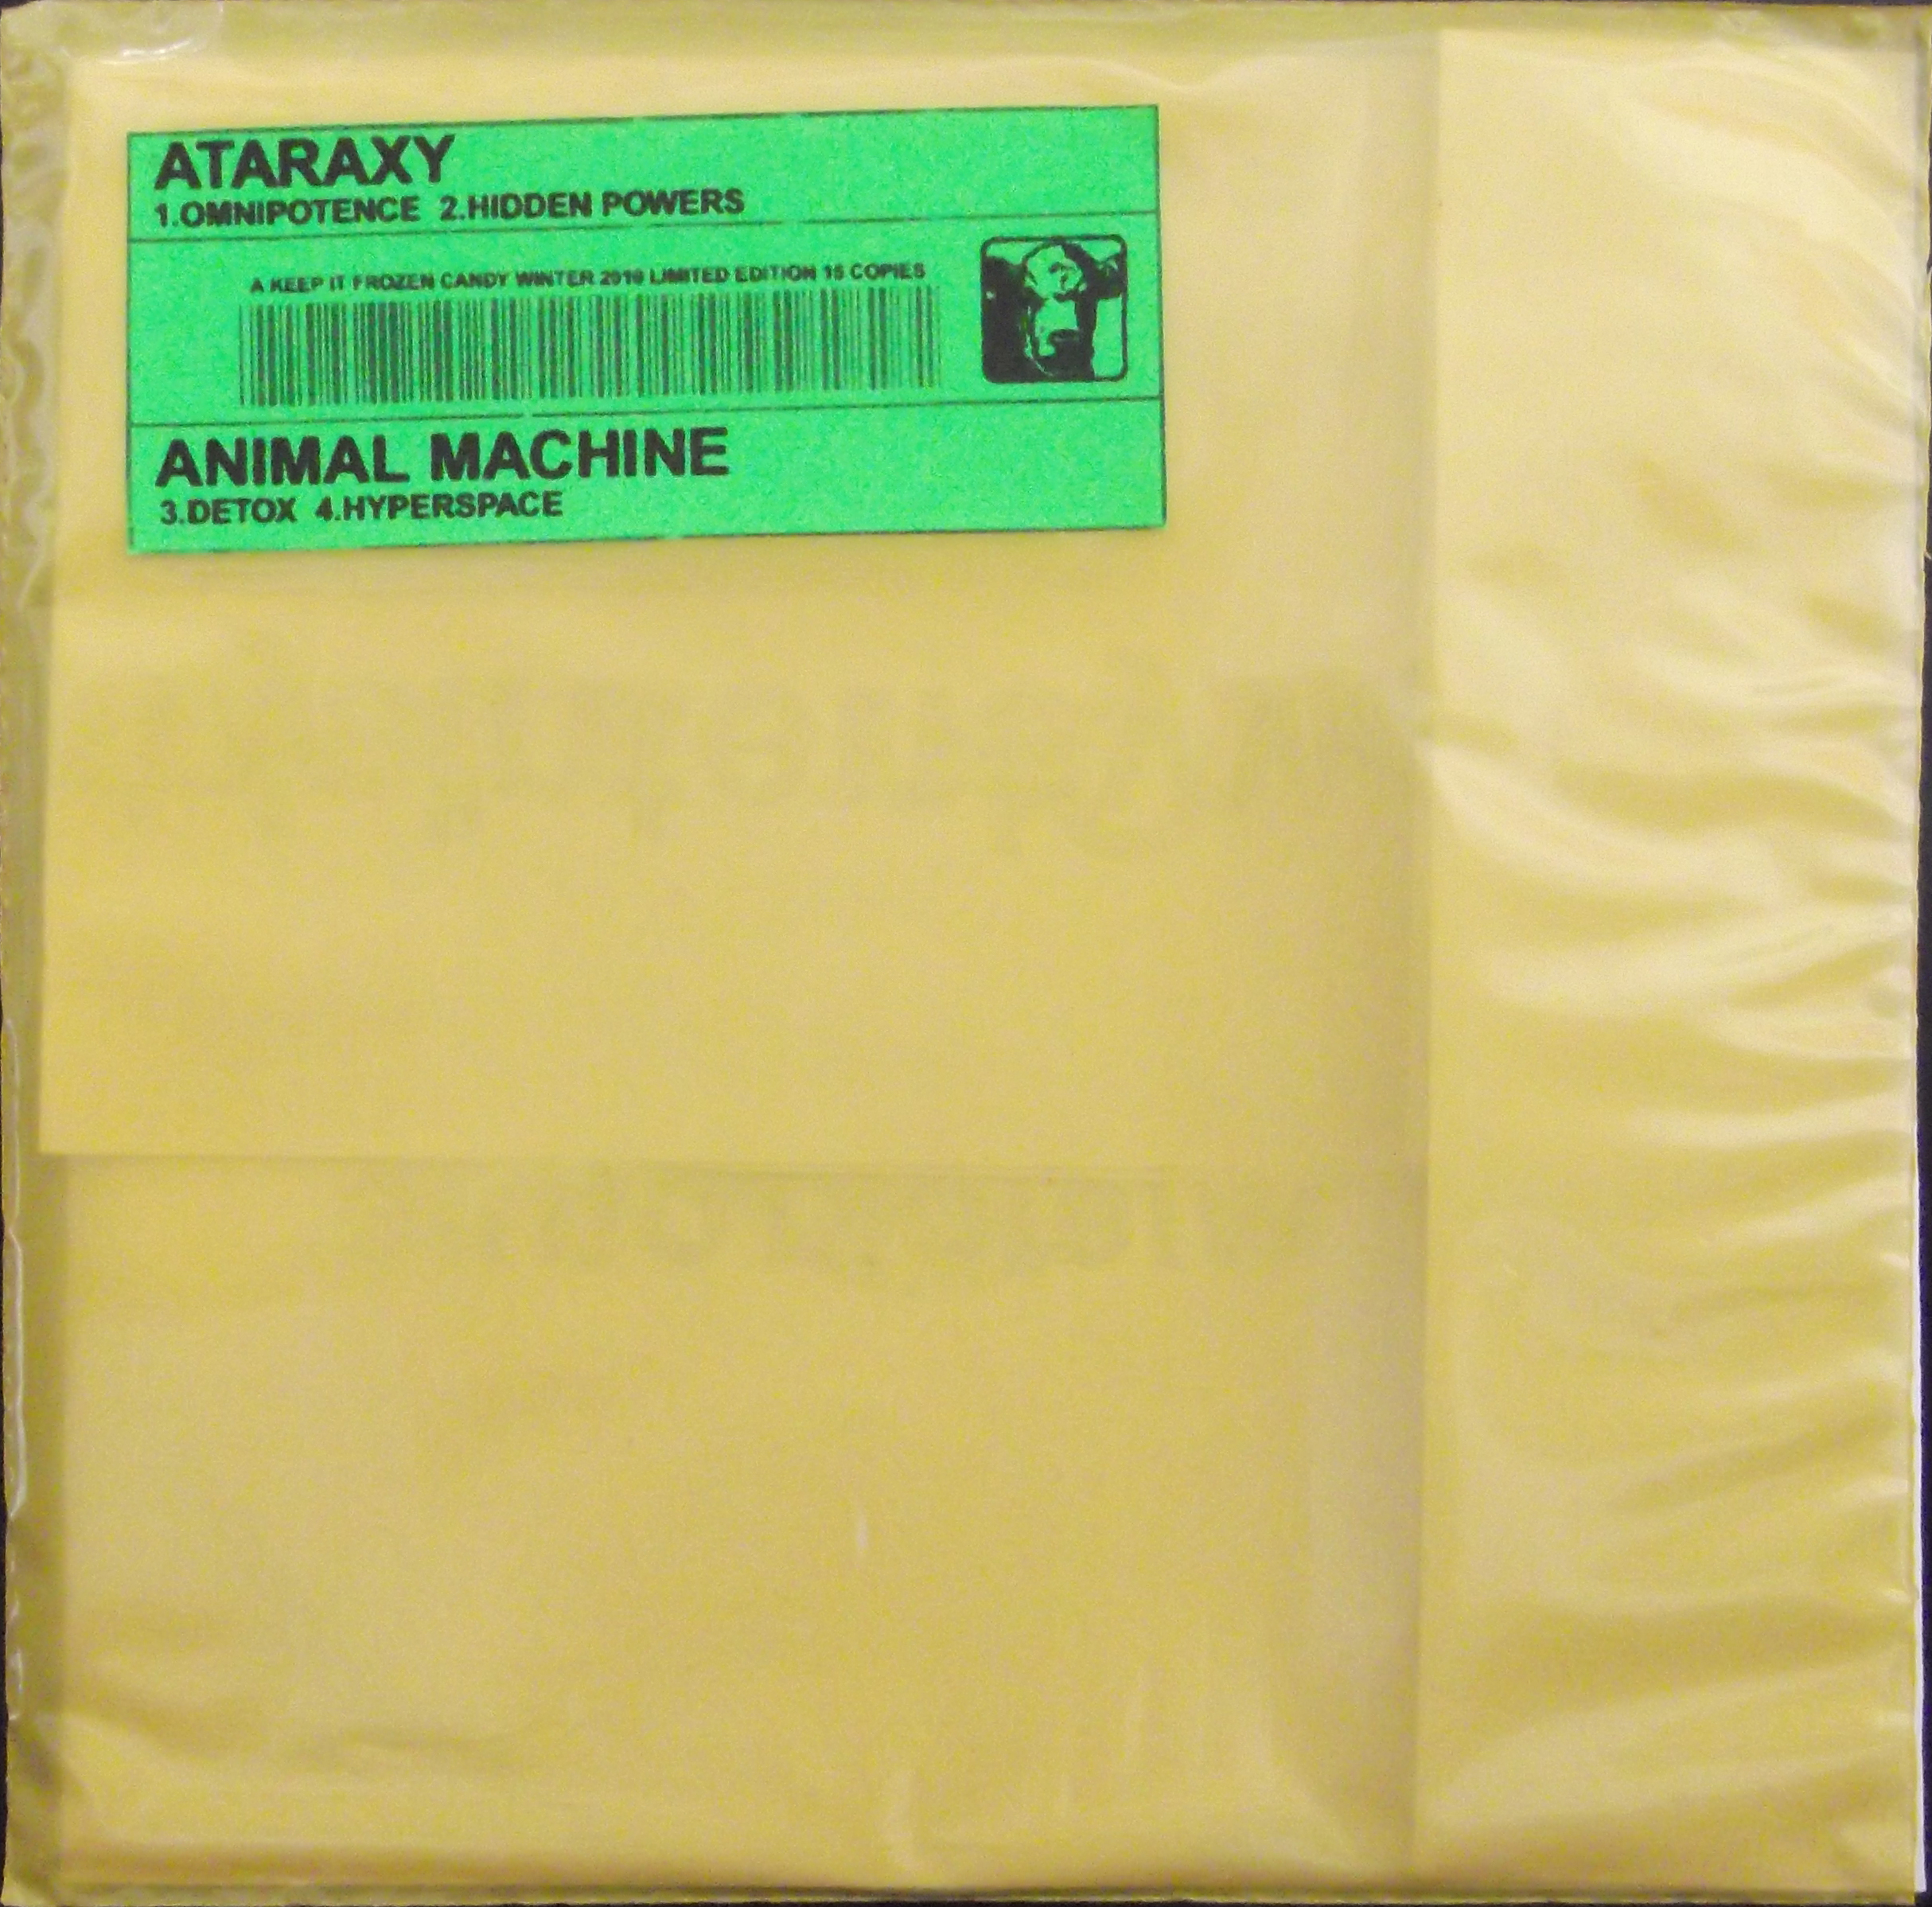 ATARAXY
1.OMNIPOTENCE 2.HIDDEN POWERS
A KEEP IT FROZEN CANDY WINTER 2010 LIMITED EDITION 15 COPIES
ANIMAL MACHINE
3.DETOX 4.HYPERSPACE